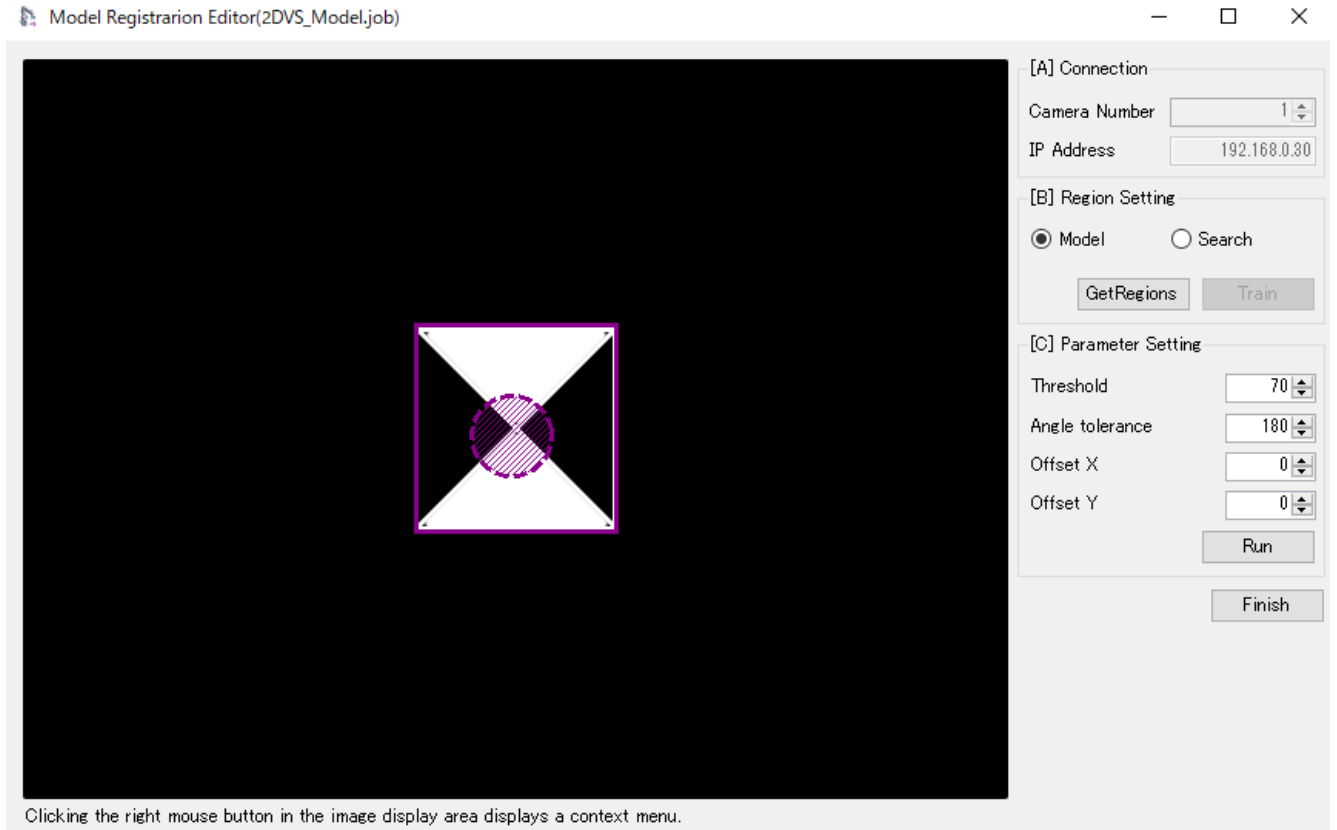 Model Registrarion Editor(2DVS_Model.job)
[A] Connection
Camera Number 1
IP Address 192.168.0.30
[B] Region Setting
Model Search
GetRegions Train
[C] Parameter Setting
Threshold 70
Angle tolerance 180
Offset X 0
Offset Y 0
Run
Finish
Clicking the right mouse button in the image display area displays a context menu.